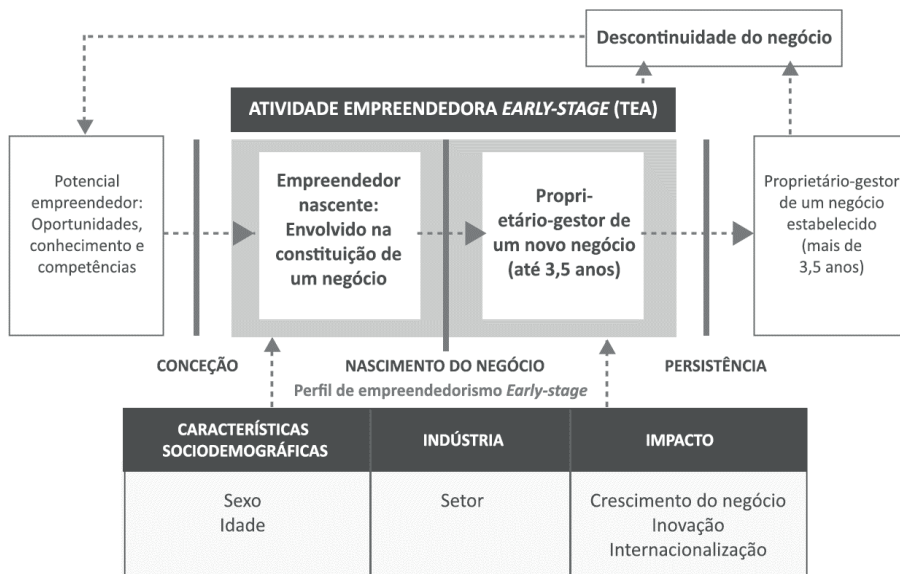 Descontinuidade do negócio
ATIVIDADE EMPREENDEDORA EARLY-STAGE (TEA)
Potencial
empreendedor:
Oportunidades,
conhecimento e
competências
Empreendedor
nascente:
Envolvido na
constituição de
um negócio
Propri-
etário-gestor de
um novo negócio
(até 3,5 anos)
Proprietário-gestor
de um negócio
estabelecido
(mais de
3,5 anos)
CONCEÇÃO
NASCIMENTO DO NEGÓCIO
PERSISTÊNCIA
Perfil de empreendedorismo Early-stage
CARACTERÍSTICAS
SOCIODEMOGRÁFICAS
INDÚSTRIA
IMPACTO
Sexo
Idade
Setor
Crescimento do negócio
Inovação
Internacionalização